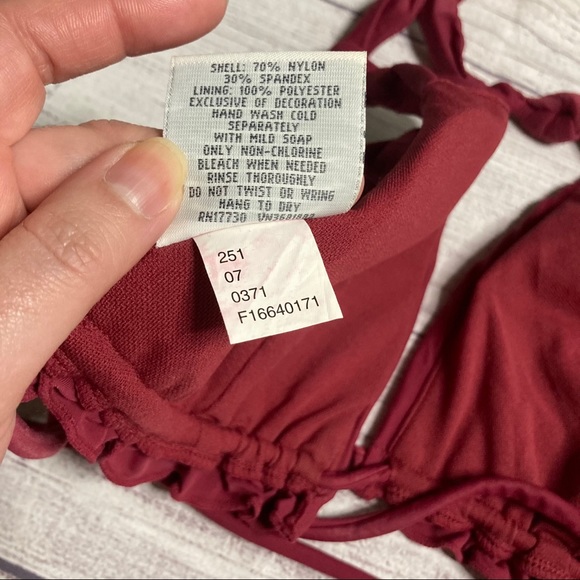 SHELL: 70% NYLON
30% SPANDEX
LINING: 100% POLYESTER
EXCLUSIVE OF DECORATION
HAND WASH COLD
SEPARATELY
WITH MILD SOAP
ONLY NON-CHLORINE
BLEACH WHEN NEEDED
RINSE THOROUGHLY
DO NOT TWIST OR WRING
HANG TO DRY
RN17730
251
07
0371
F16640171